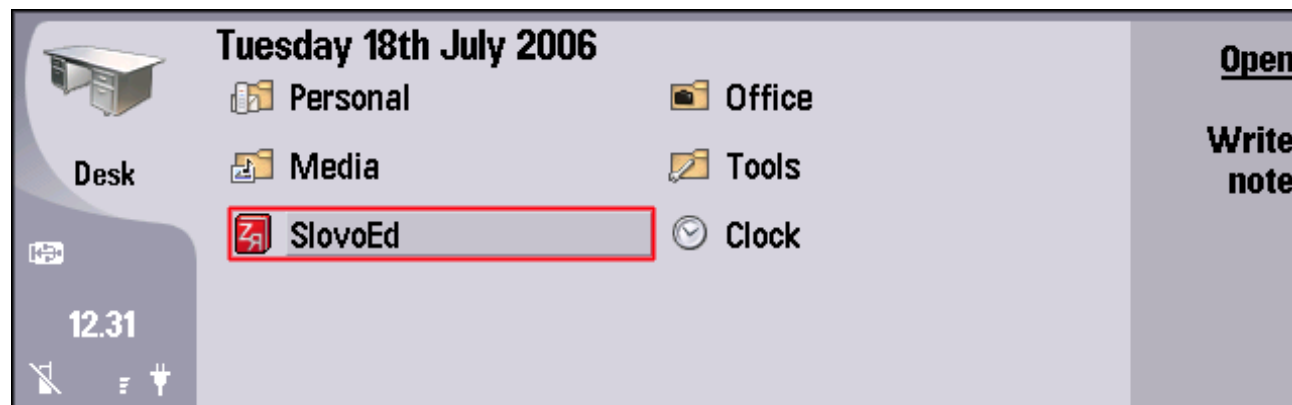 Tuesday 18th July 2006
Personal
Office
Media
Tools
SlovoEd
Clock
Desk
12.31
Open
Write
note